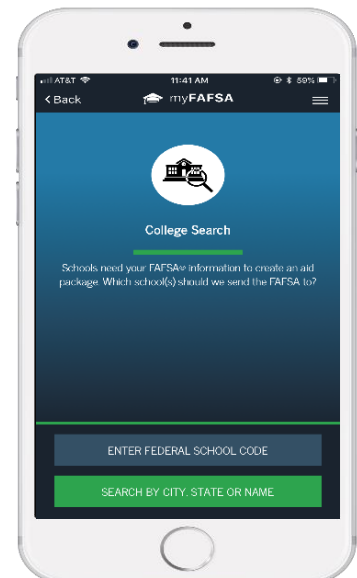 AT&T 11:41 AM 59%
< Back myFAFSA
College Search
Schools need your FAFSA® information to create an aid
package. Which school(s) should we send the FAFSA to?
ENTER FEDERAL SCHOOL CODE
SEARCH BY CITY, STATE OR NAME